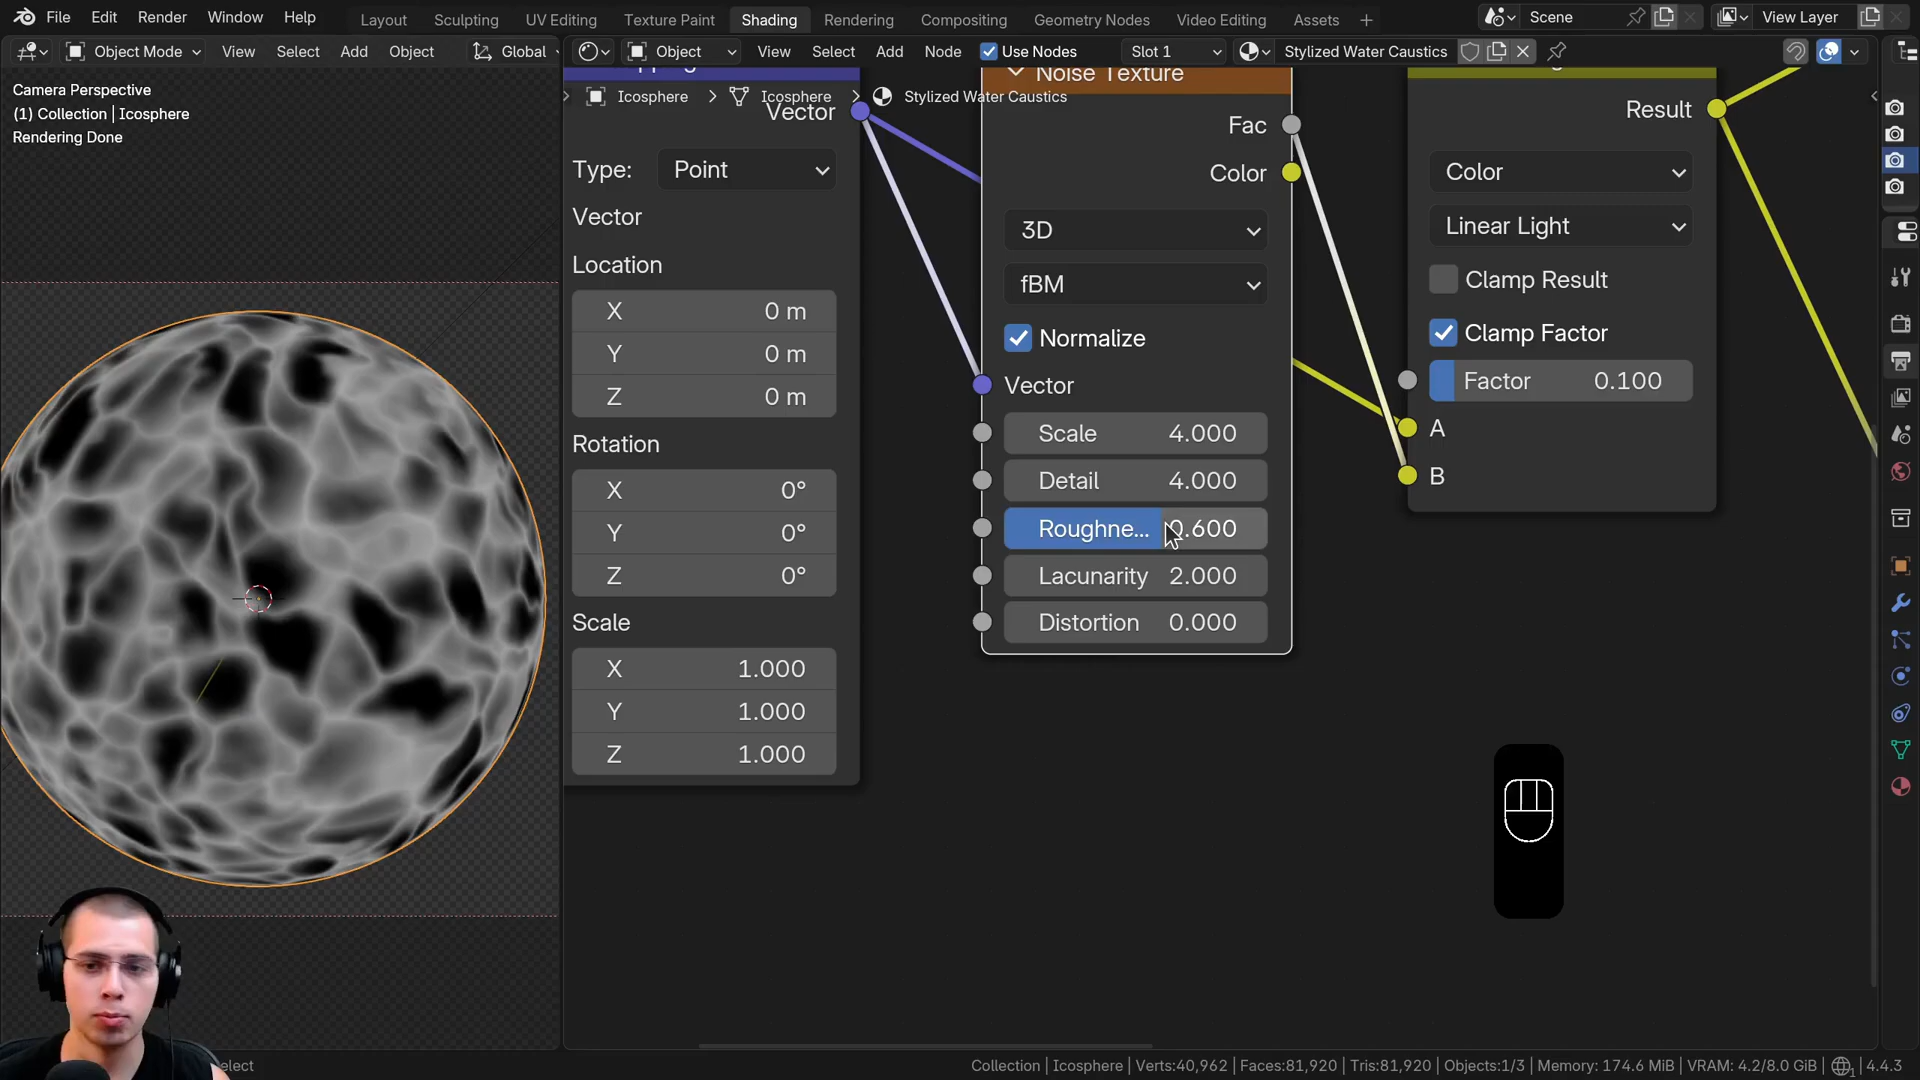 File Edit Render Window Help Layout Sculpting UV Editing Texture Paint Shading Rendering Compositing Geometry Nodes Video Editing Assets + Scene View Layer
Object Mode View Select Add Object Global Object View Select Add Node Use Nodes Slot 1 Stylized Water Caustics
Camera Perspective
(1) Collection | Icosphere
Rendering Done
Icosphere > Icosphere > Stylized Water Caustics
Vector
Type: Point
Vector
Location
X 0 m
Y 0 m
Z 0 m
Rotation
X 0°
Y 0°
Z 0°
Scale
X 1.000
Y 1.000
Z 1.000
Noise Texture
Fac
Color
3D
fBM
Normalize
Vector
Scale 4.000
Detail 4.000
Roughne... 0.600
Lacunarity 2.000
Distortion 0.000
Result
Color
Linear Light
Clamp Result
Clamp Factor
Factor 0.100
A
B
Collection | Icosphere | Verts:40,962 | Faces:81,920 | Tris:81,920 | Objects:1/3 | Memory: 174.6 MiB | VRAM: 4.2/8.0 GiB | 4.4.3